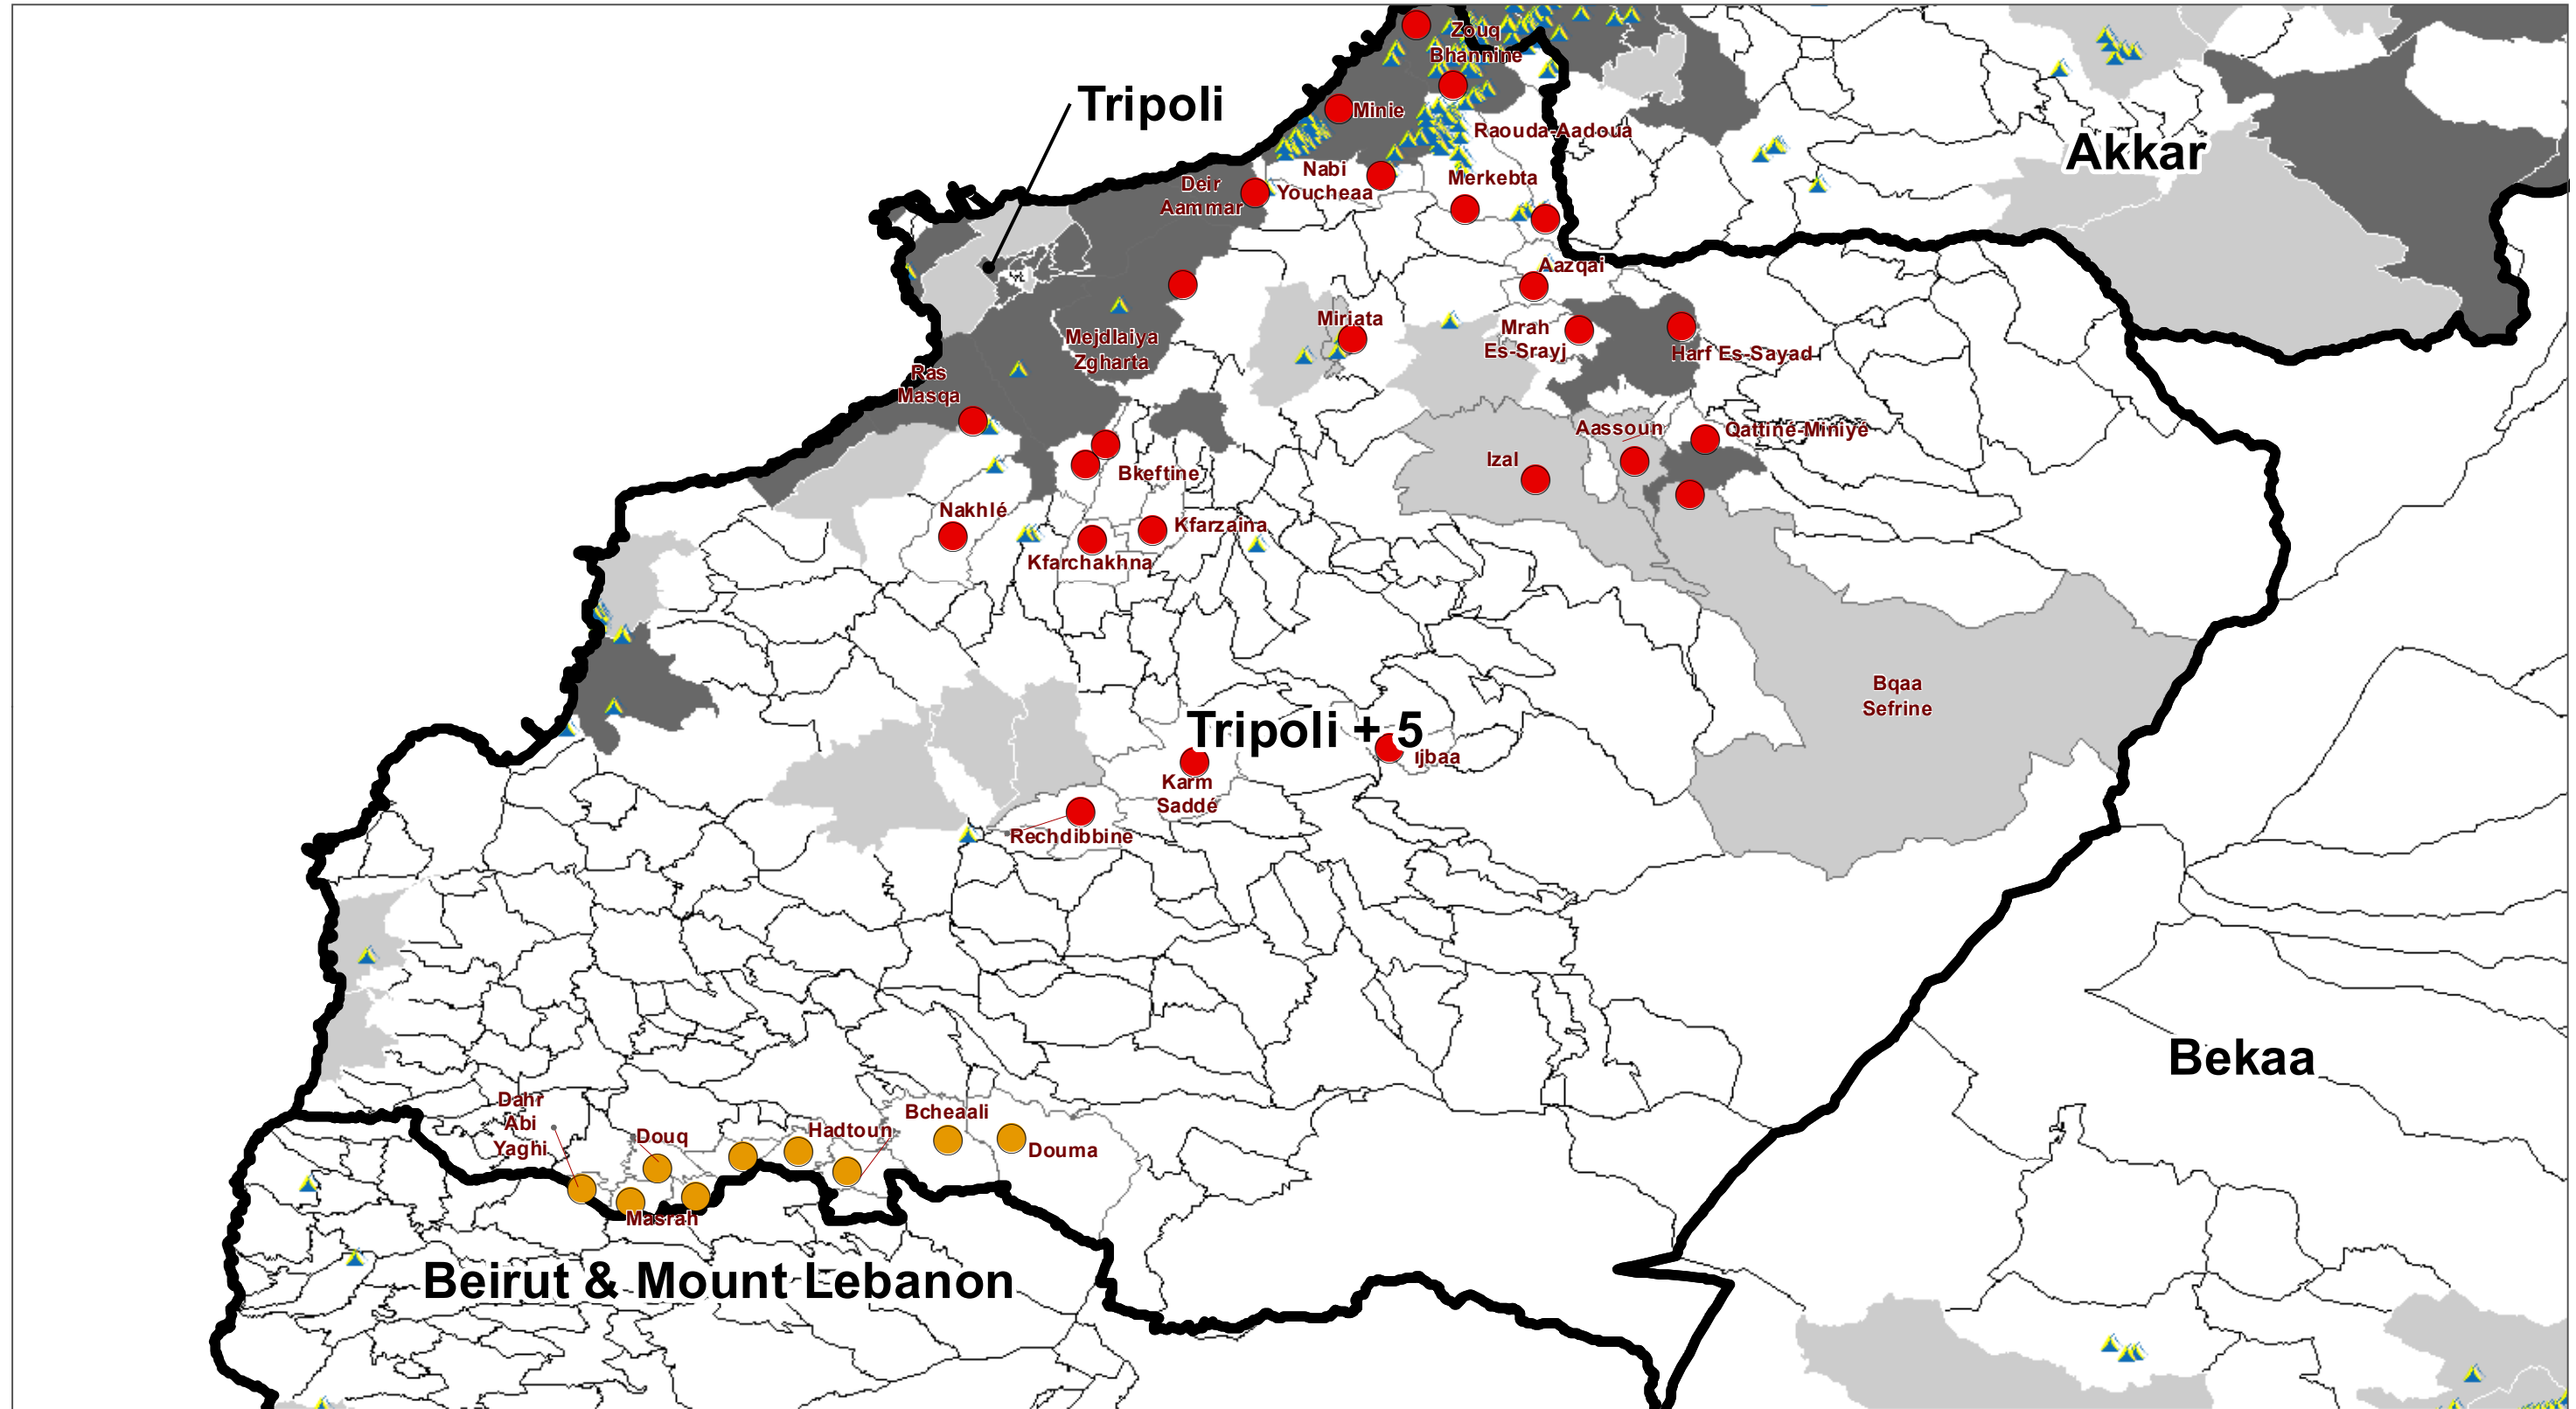 Zouq
Bhannine
Tripoli
Minie
Raouda-Aadoua
Akkar
Nabi
Youcheaa
Merkebta
Deir
Aammar
Aazqai
Miriata
Mrah
Es-Srayj
Harf Es-Sayad
Mejdlaiya
Zgharta
Ras
Masqa
Aassoun
Qattiné-Miniyé
Izal
Bkeftine
Nakhlé
Kfarzaina
Kfarchakhna
Bqaa
Sefrine
Tripoli + 5
Ijbaa
Karm
Saddé
Rechdibbine
Bekaa
Dahr
Abi
Yaghi
Douq
Hadtoun
Bcheaali
Douma
Masrah
Beirut & Mount Lebanon